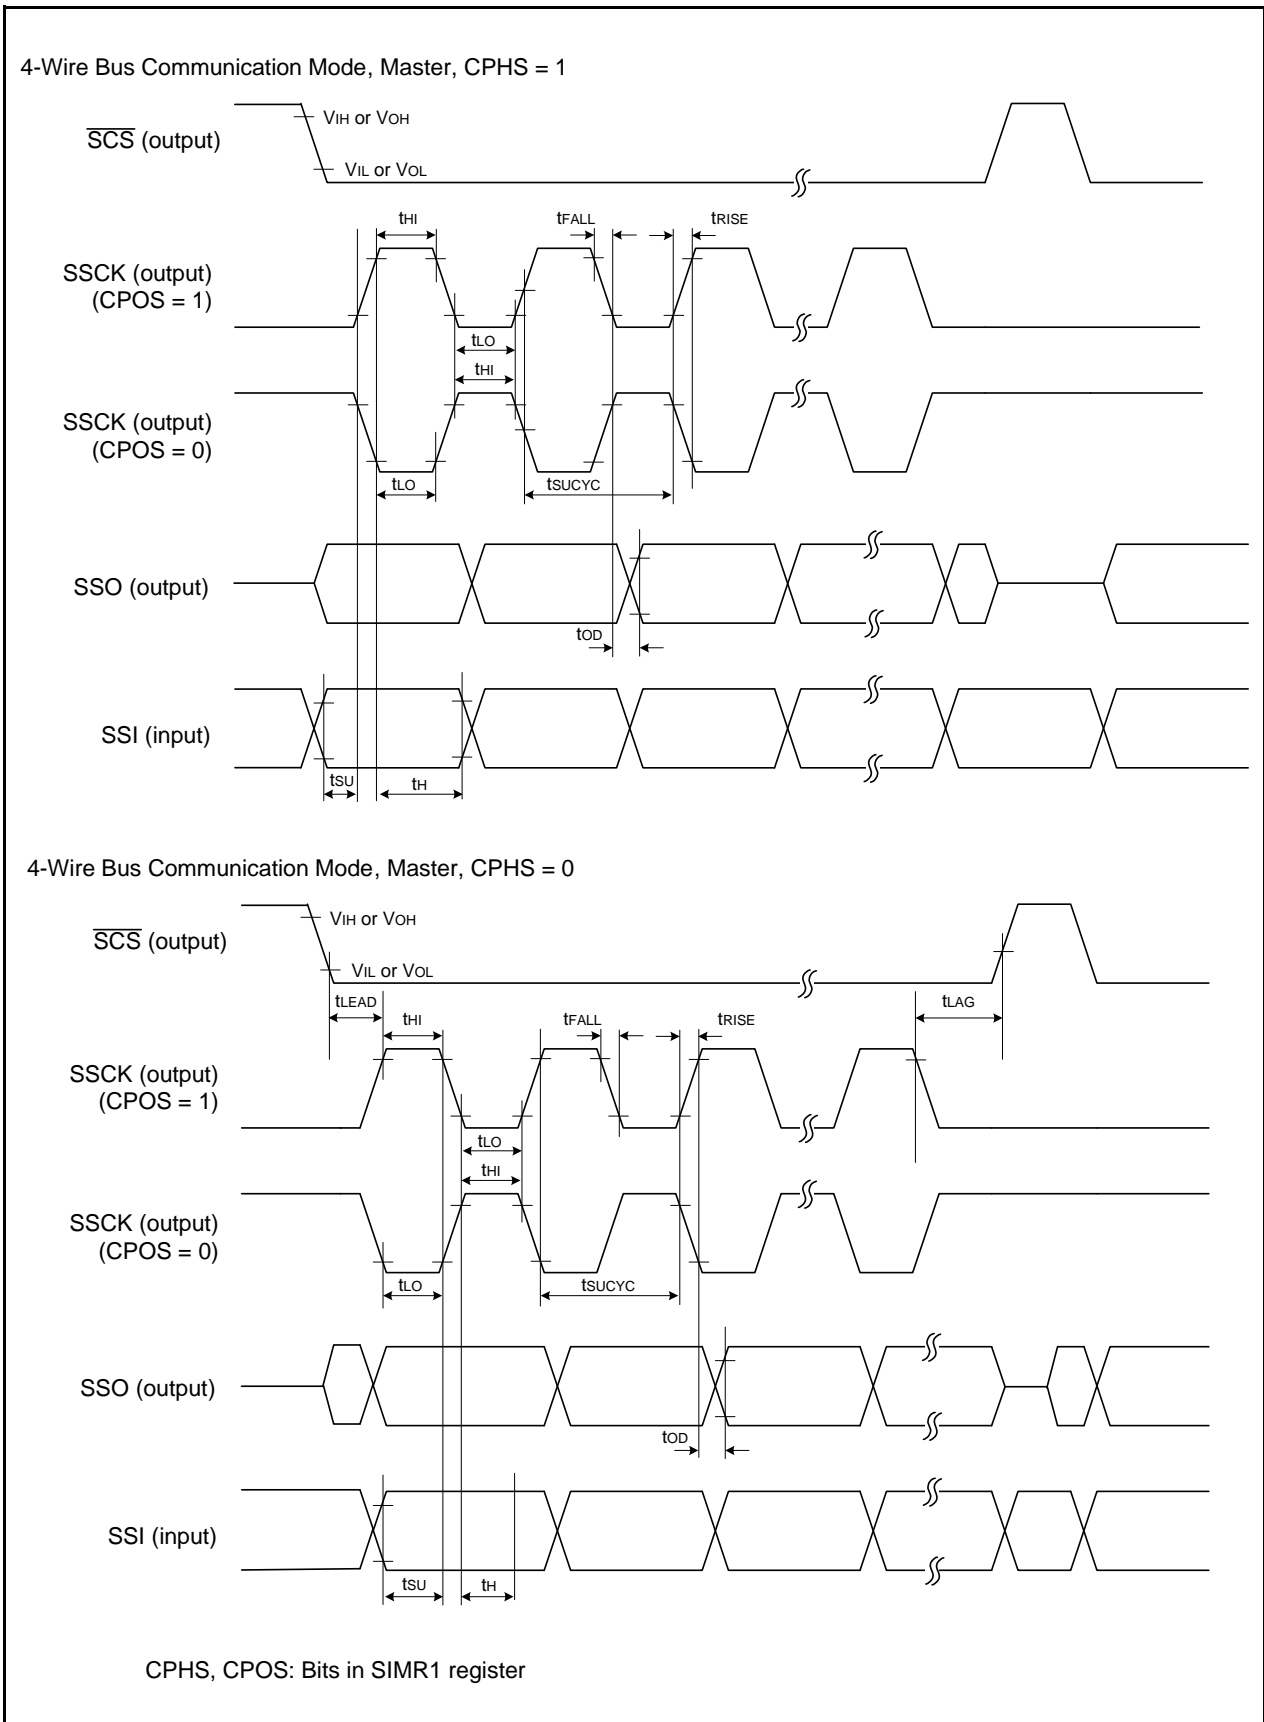 4-Wire Bus Communication Mode, Master, CPHS = 1
VIH or VOH
SCS (output)
VIL or VOL
tHI
tFALL
tRISE
SSCK (output)
(CPOS = 1)
tLO
tHI
SSCK (output)
(CPOS = 0)
tLO
tSUCYC
SSO (output)
tOD
SSI (input)
tSU
tH
4-Wire Bus Communication Mode, Master, CPHS = 0
VIH or VOH
SCS (output)
VIL or VOL
tLEAD
tLAG
tHI
tFALL
tRISE
SSCK (output)
(CPOS = 1)
tLO
tHI
SSCK (output)
(CPOS = 0)
tLO
tSUCYC
SSO (output)
tOD
SSI (input)
tSU
tH
CPHS, CPOS: Bits in SIMR1 register